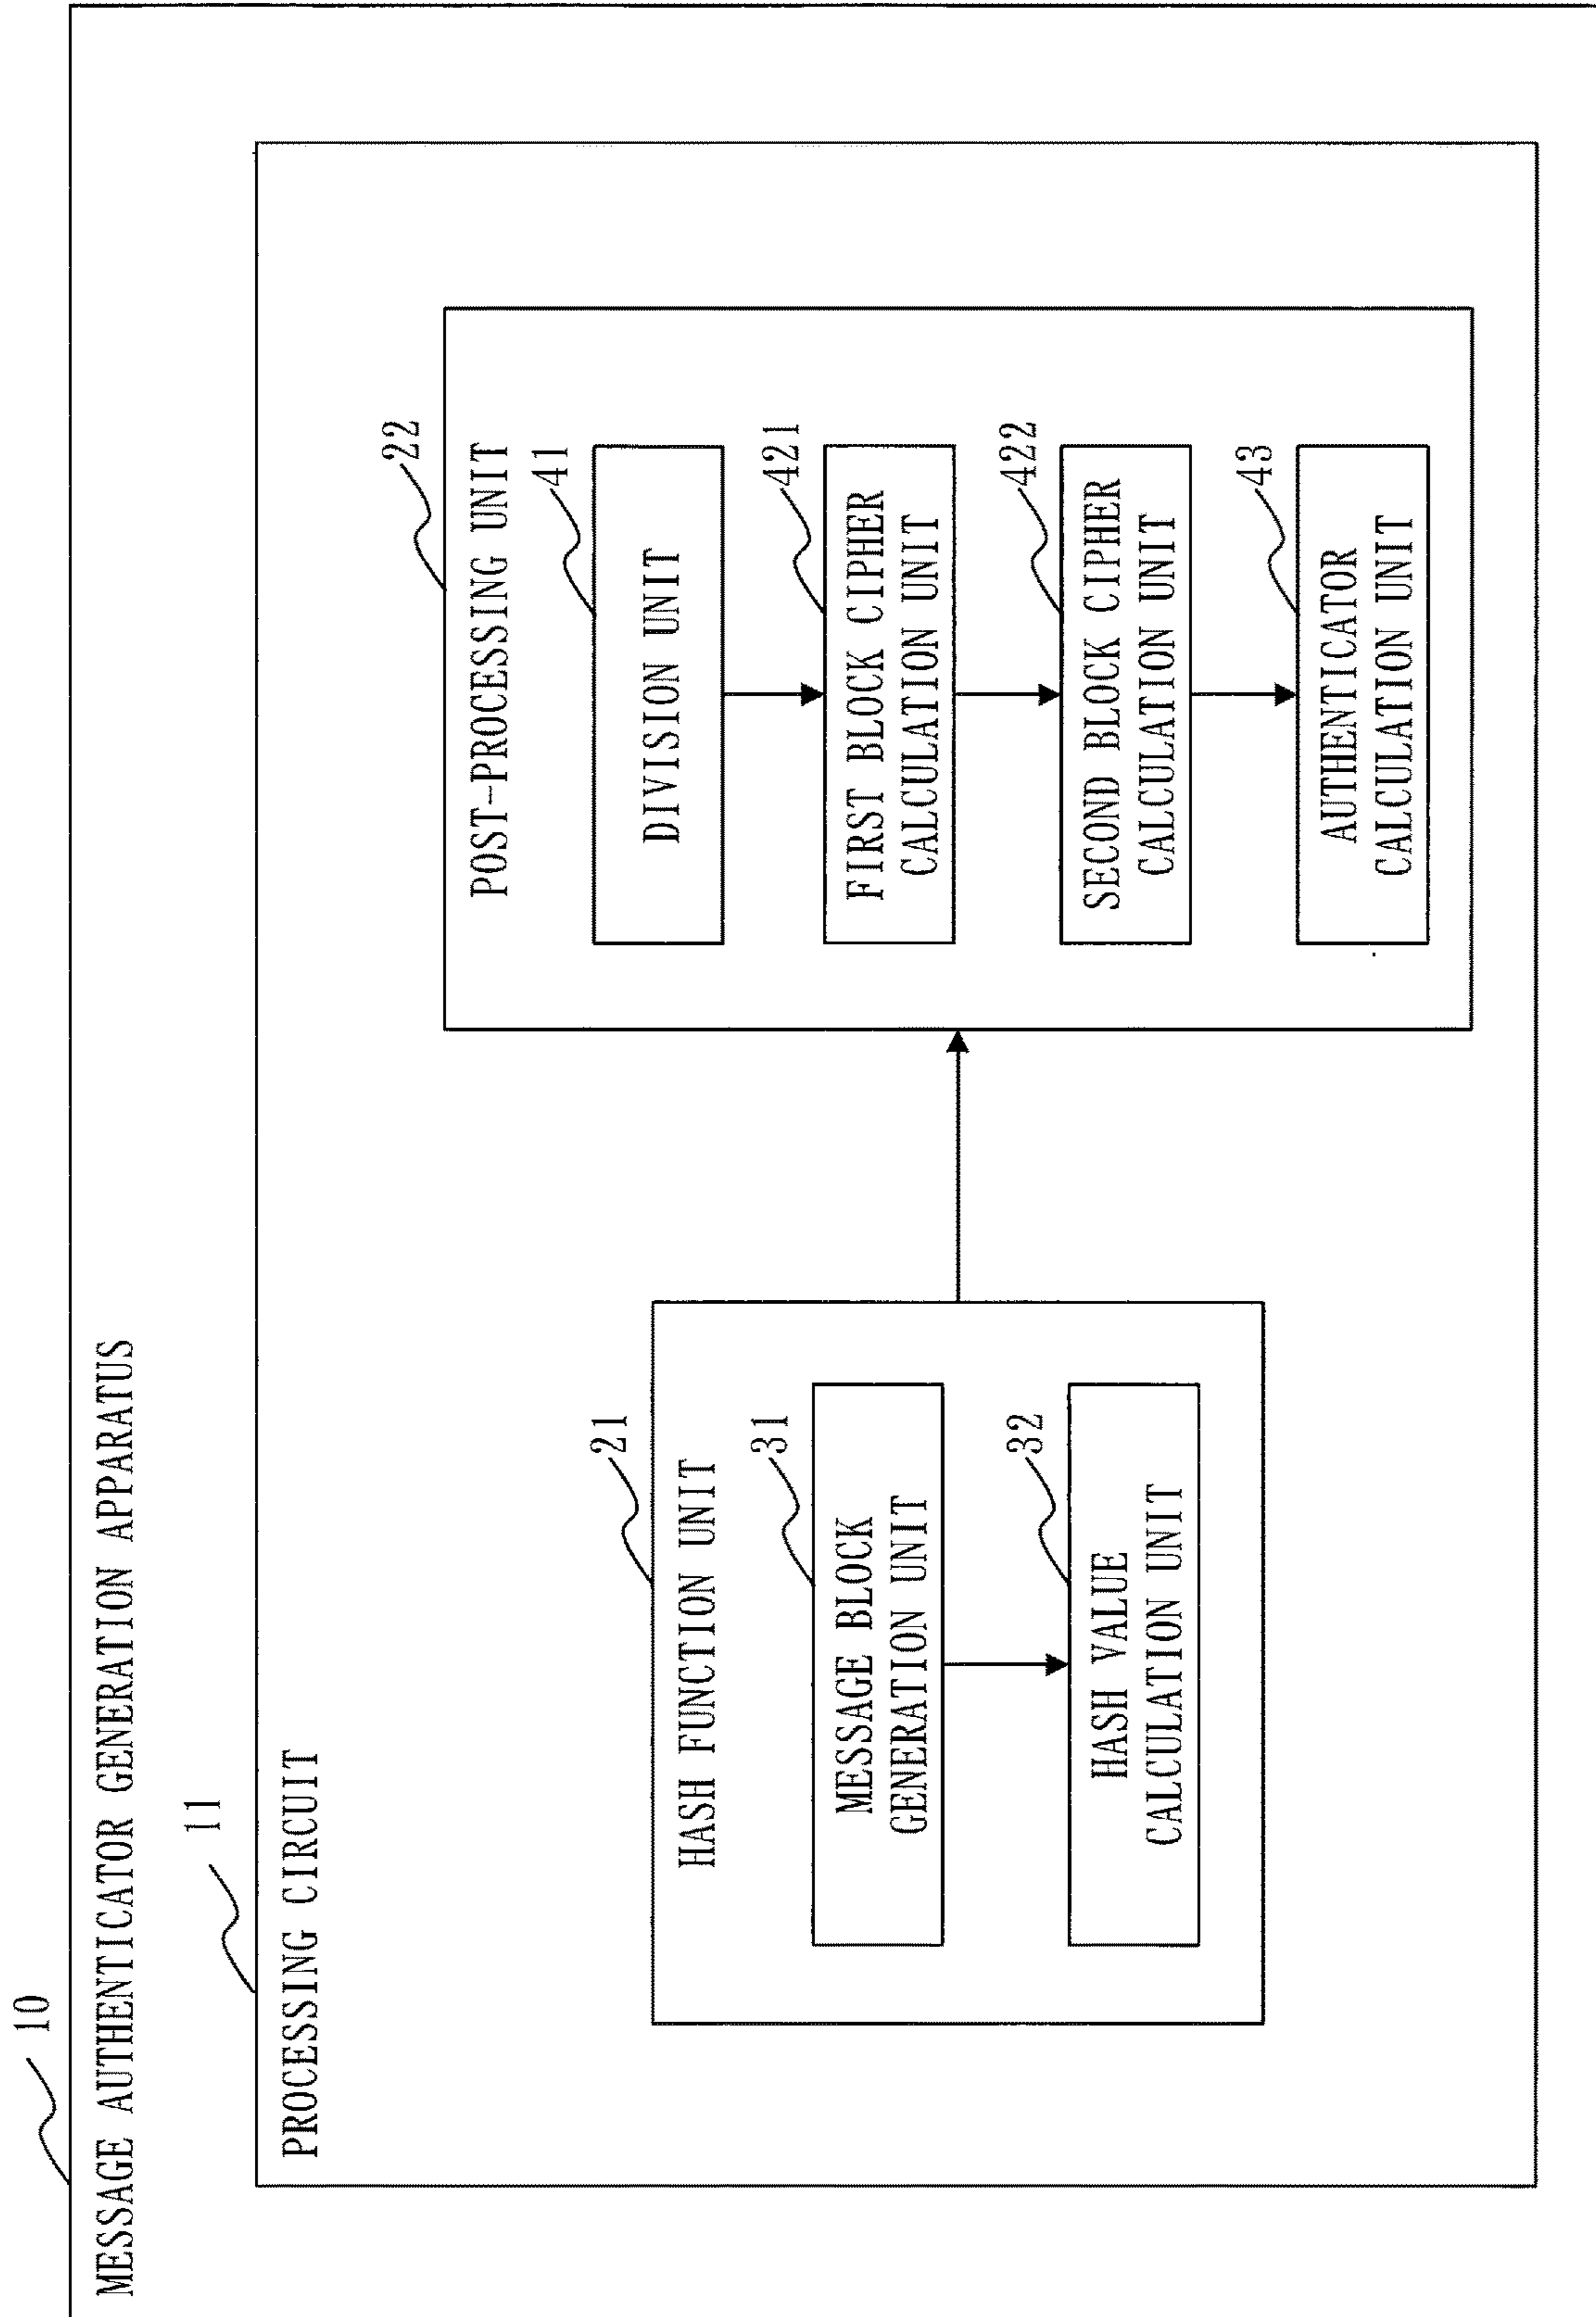 10
MESSAGE AUTHENTICATOR GENERATION APPARATUS
11
PROCESSING CIRCUIT
21
HASH FUNCTION UNIT
31
MESSAGE BLOCK
GENERATION UNIT
32
HASH VALUE
CALCULATION UNIT
22
POST-PROCESSING UNIT
41
DIVISION UNIT
421
FIRST BLOCK CIPHER
CALCULATION UNIT
422
SECOND BLOCK CIPHER
CALCULATION UNIT
43
AUTHENTICATOR
CALCULATION UNIT